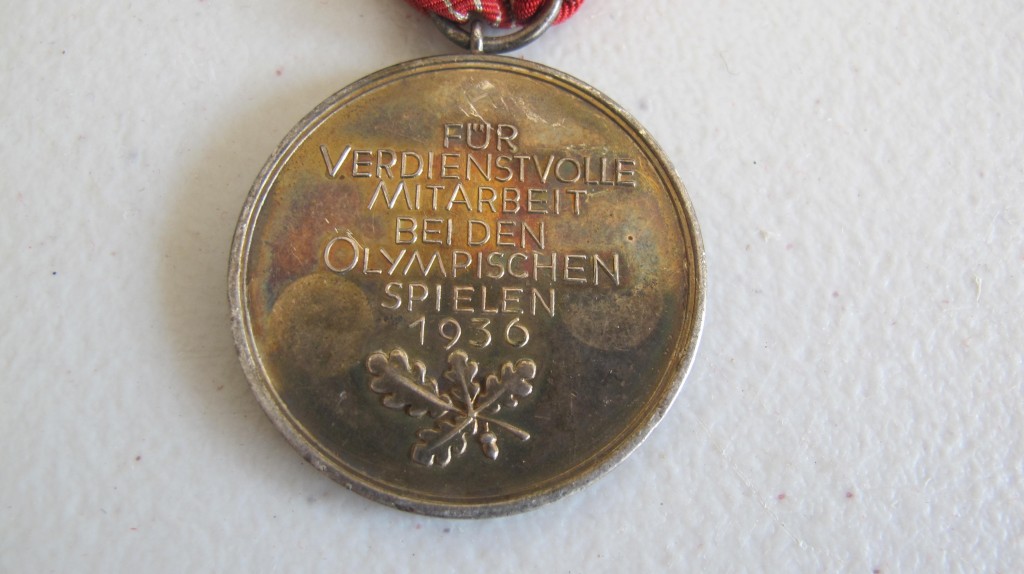 FÜR
VERDIENSTVOLLE
MITARBEIT
BEI DEN
OLYMPISCHEN
SPIELEN
1936